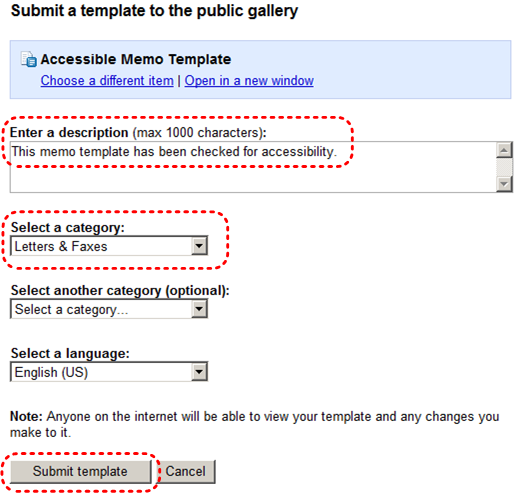 Submit a template to the public gallery
Accessible Memo Template
Choose a different item | Open in a new window
Enter a description (max 1000 characters):
This memo template has been checked for accessibility.
Select a category:
Letters & Faxes
Select another category (optional):
Select a category...
Select a language:
English (US)
Note: Anyone on the internet will be able to view your template and any changes you
make to it.
Submit template Cancel